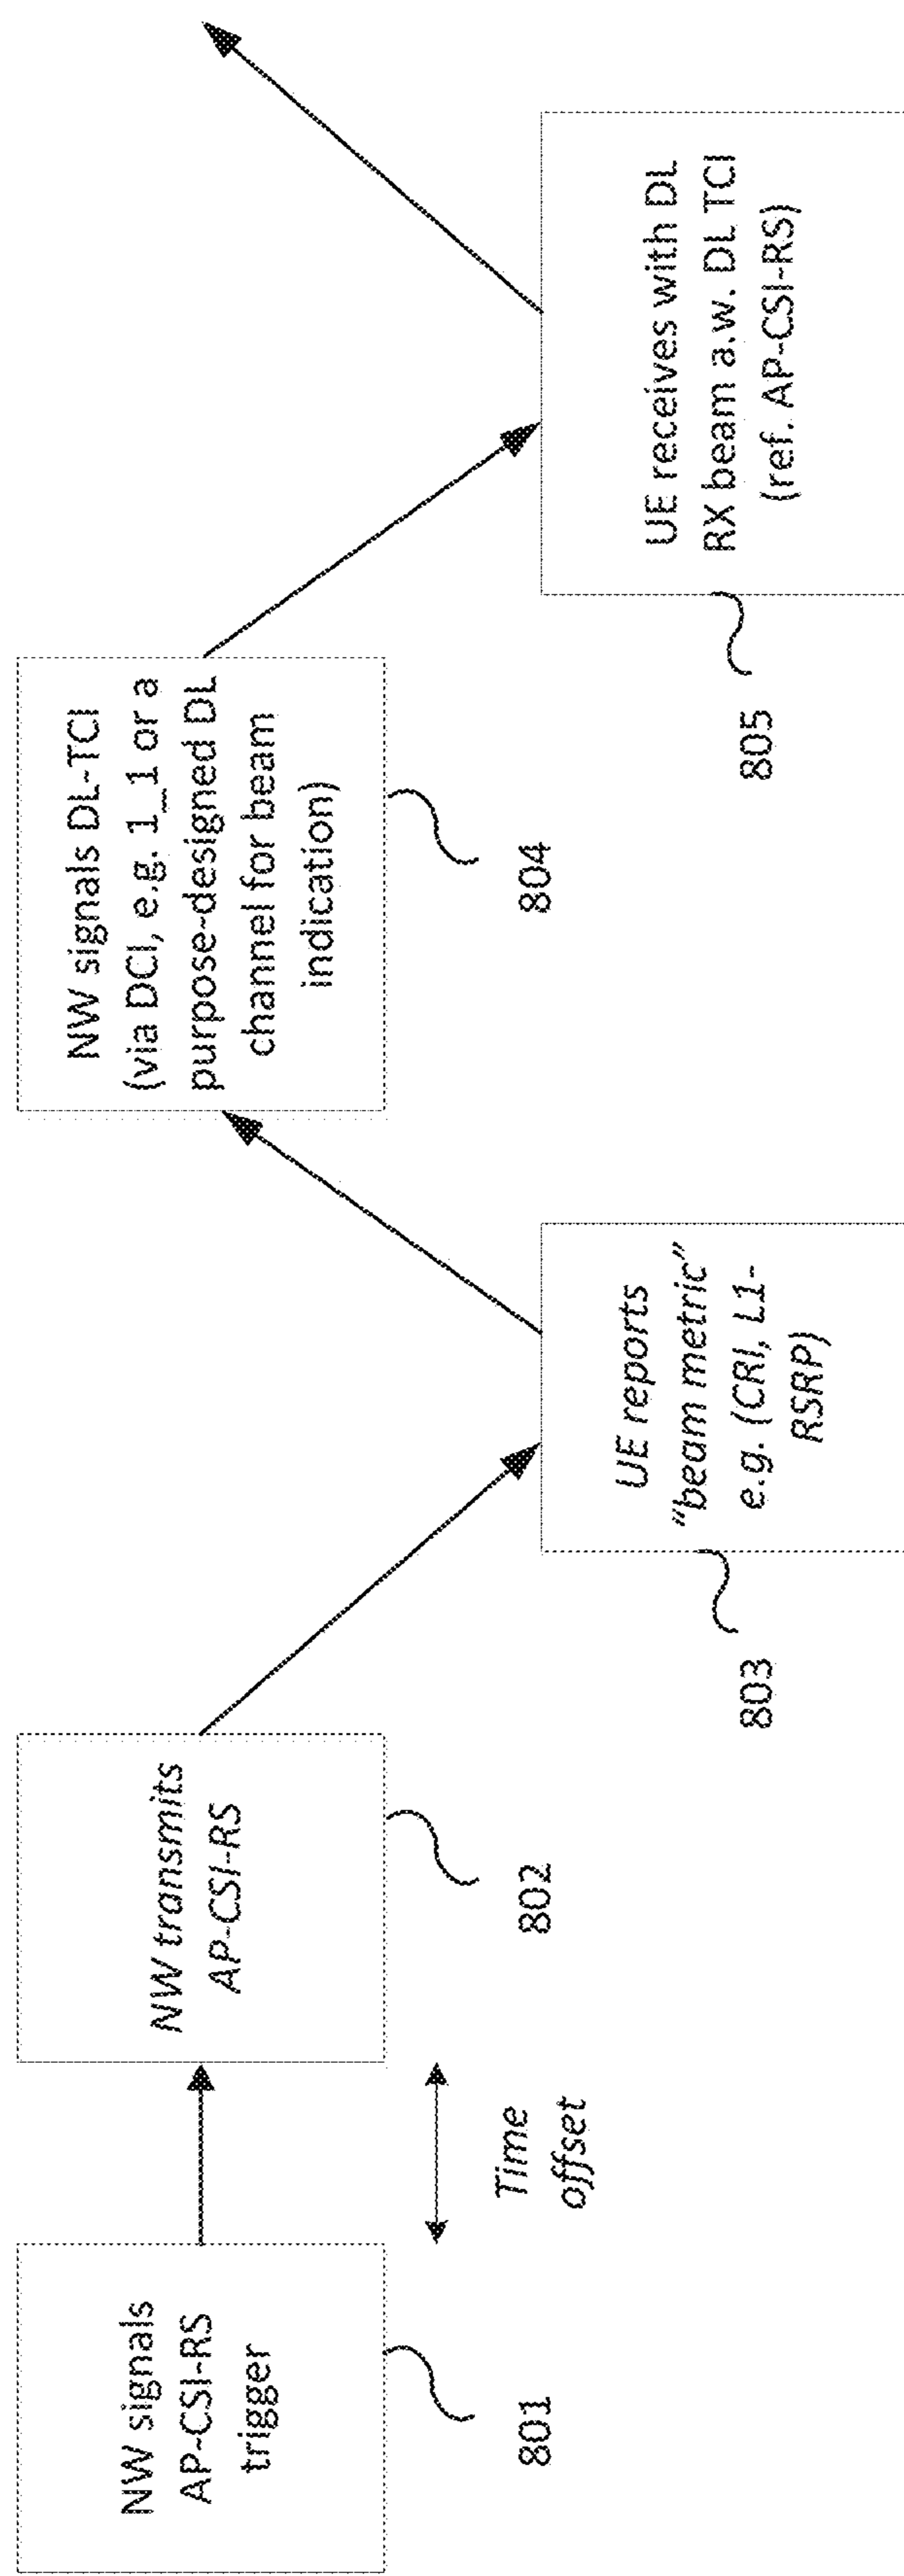 NW signals
AP-CSI-RS
trigger
801
Time
offset
NW transmits
AP-CSI-RS
802
UE reports
"beam metric"
e.g. (CRI, L1-
RSRP)
803
NW signals DL-TCI
(via DCI, e.g. 1_1 or a
purpose-designed DL
channel for beam
indication)
804
UE receives with DL
RX beam a.w. DL TCI
(ref. AP-CSI-RS)
805